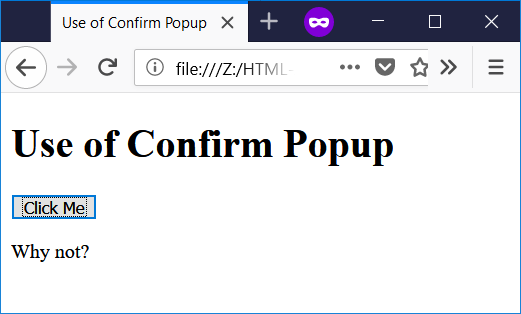 Use of Confirm Popup
file:///Z:/HTML-
Use of Confirm Popup
Click Me
Why not?